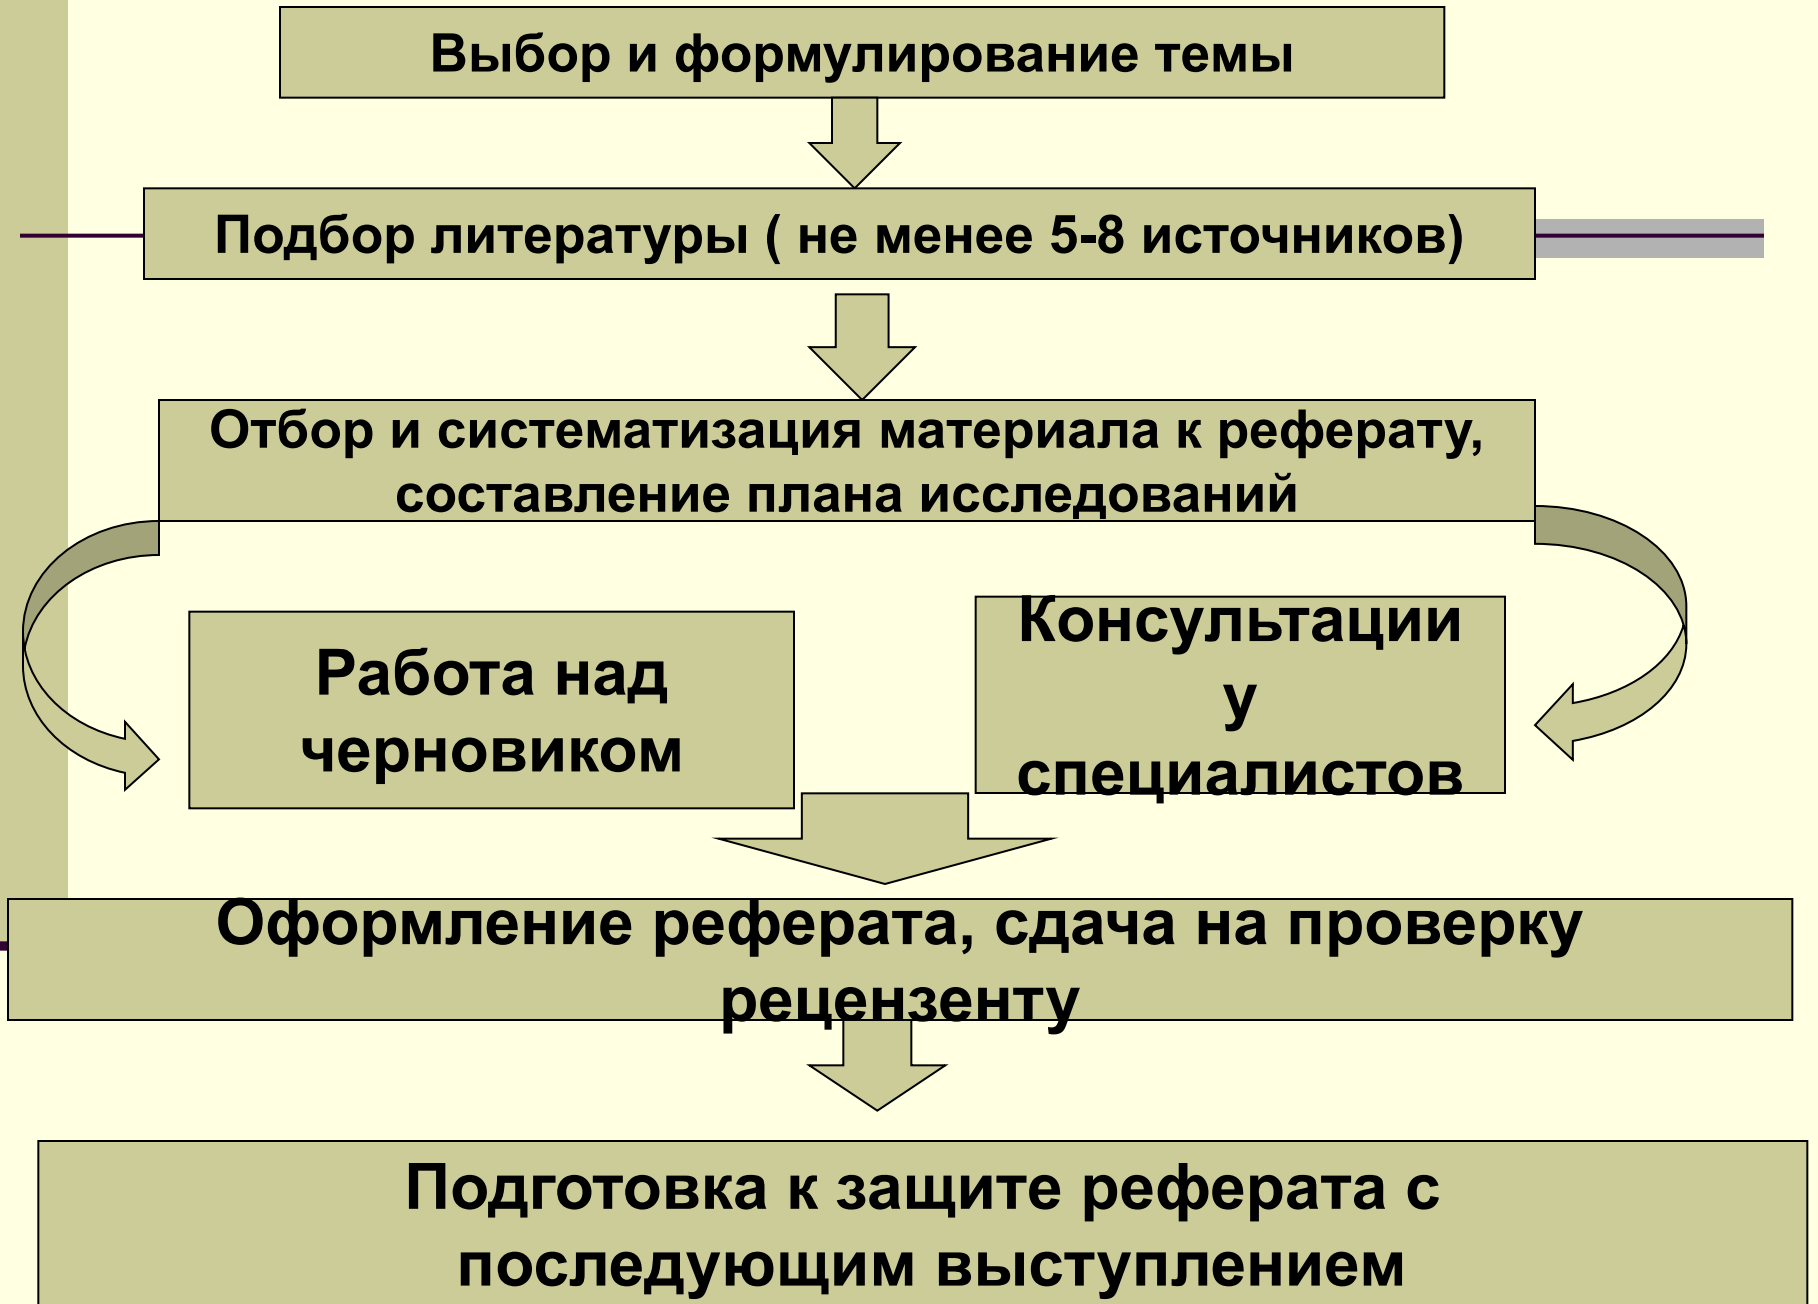 Выбор и формулирование темы
Подбор литературы ( не менее 5-8 источников)
Отбор и систематизация материала к реферату,
составление плана исследований
Работа над
черновиком
Консультации
у
специалистов
Оформление реферата, сдача на проверку
рецензенту
Подготовка к защите реферата с
последующим выступлением